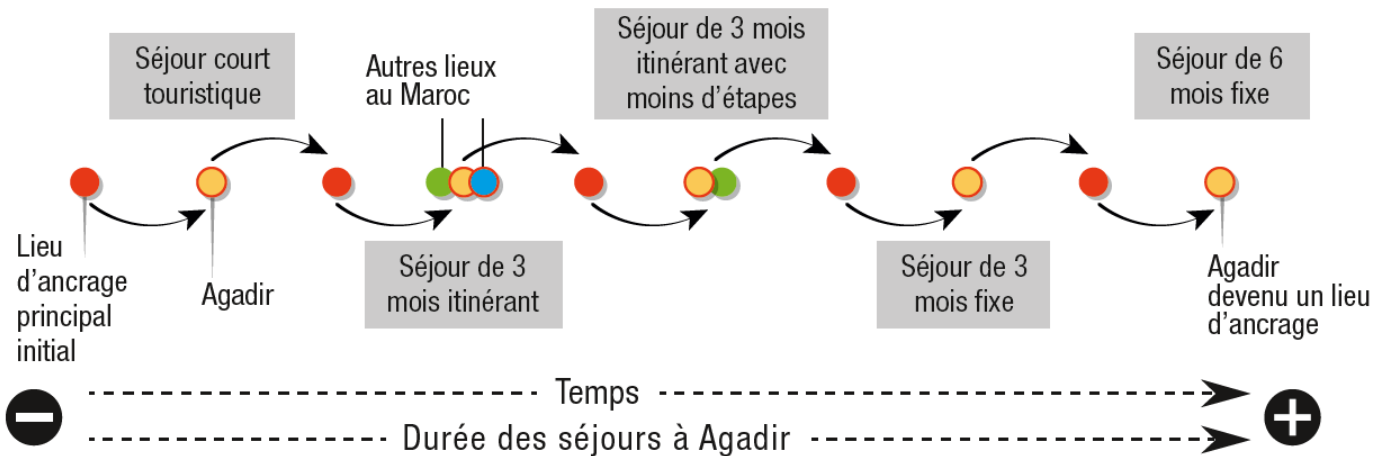 Séjour court
touristique
Autres lieux
au Maroc
Séjour de 3 mois
itinérant avec
moins d’étapes
Séjour de 6
mois fixe
Lieu
d’ancrage
principal
initial
Agadir
Séjour de 3
mois itinérant
Séjour de 3
mois fixe
Agadir
devenu un lieu
d’ancrage
Temps
Durée des séjours à Agadir